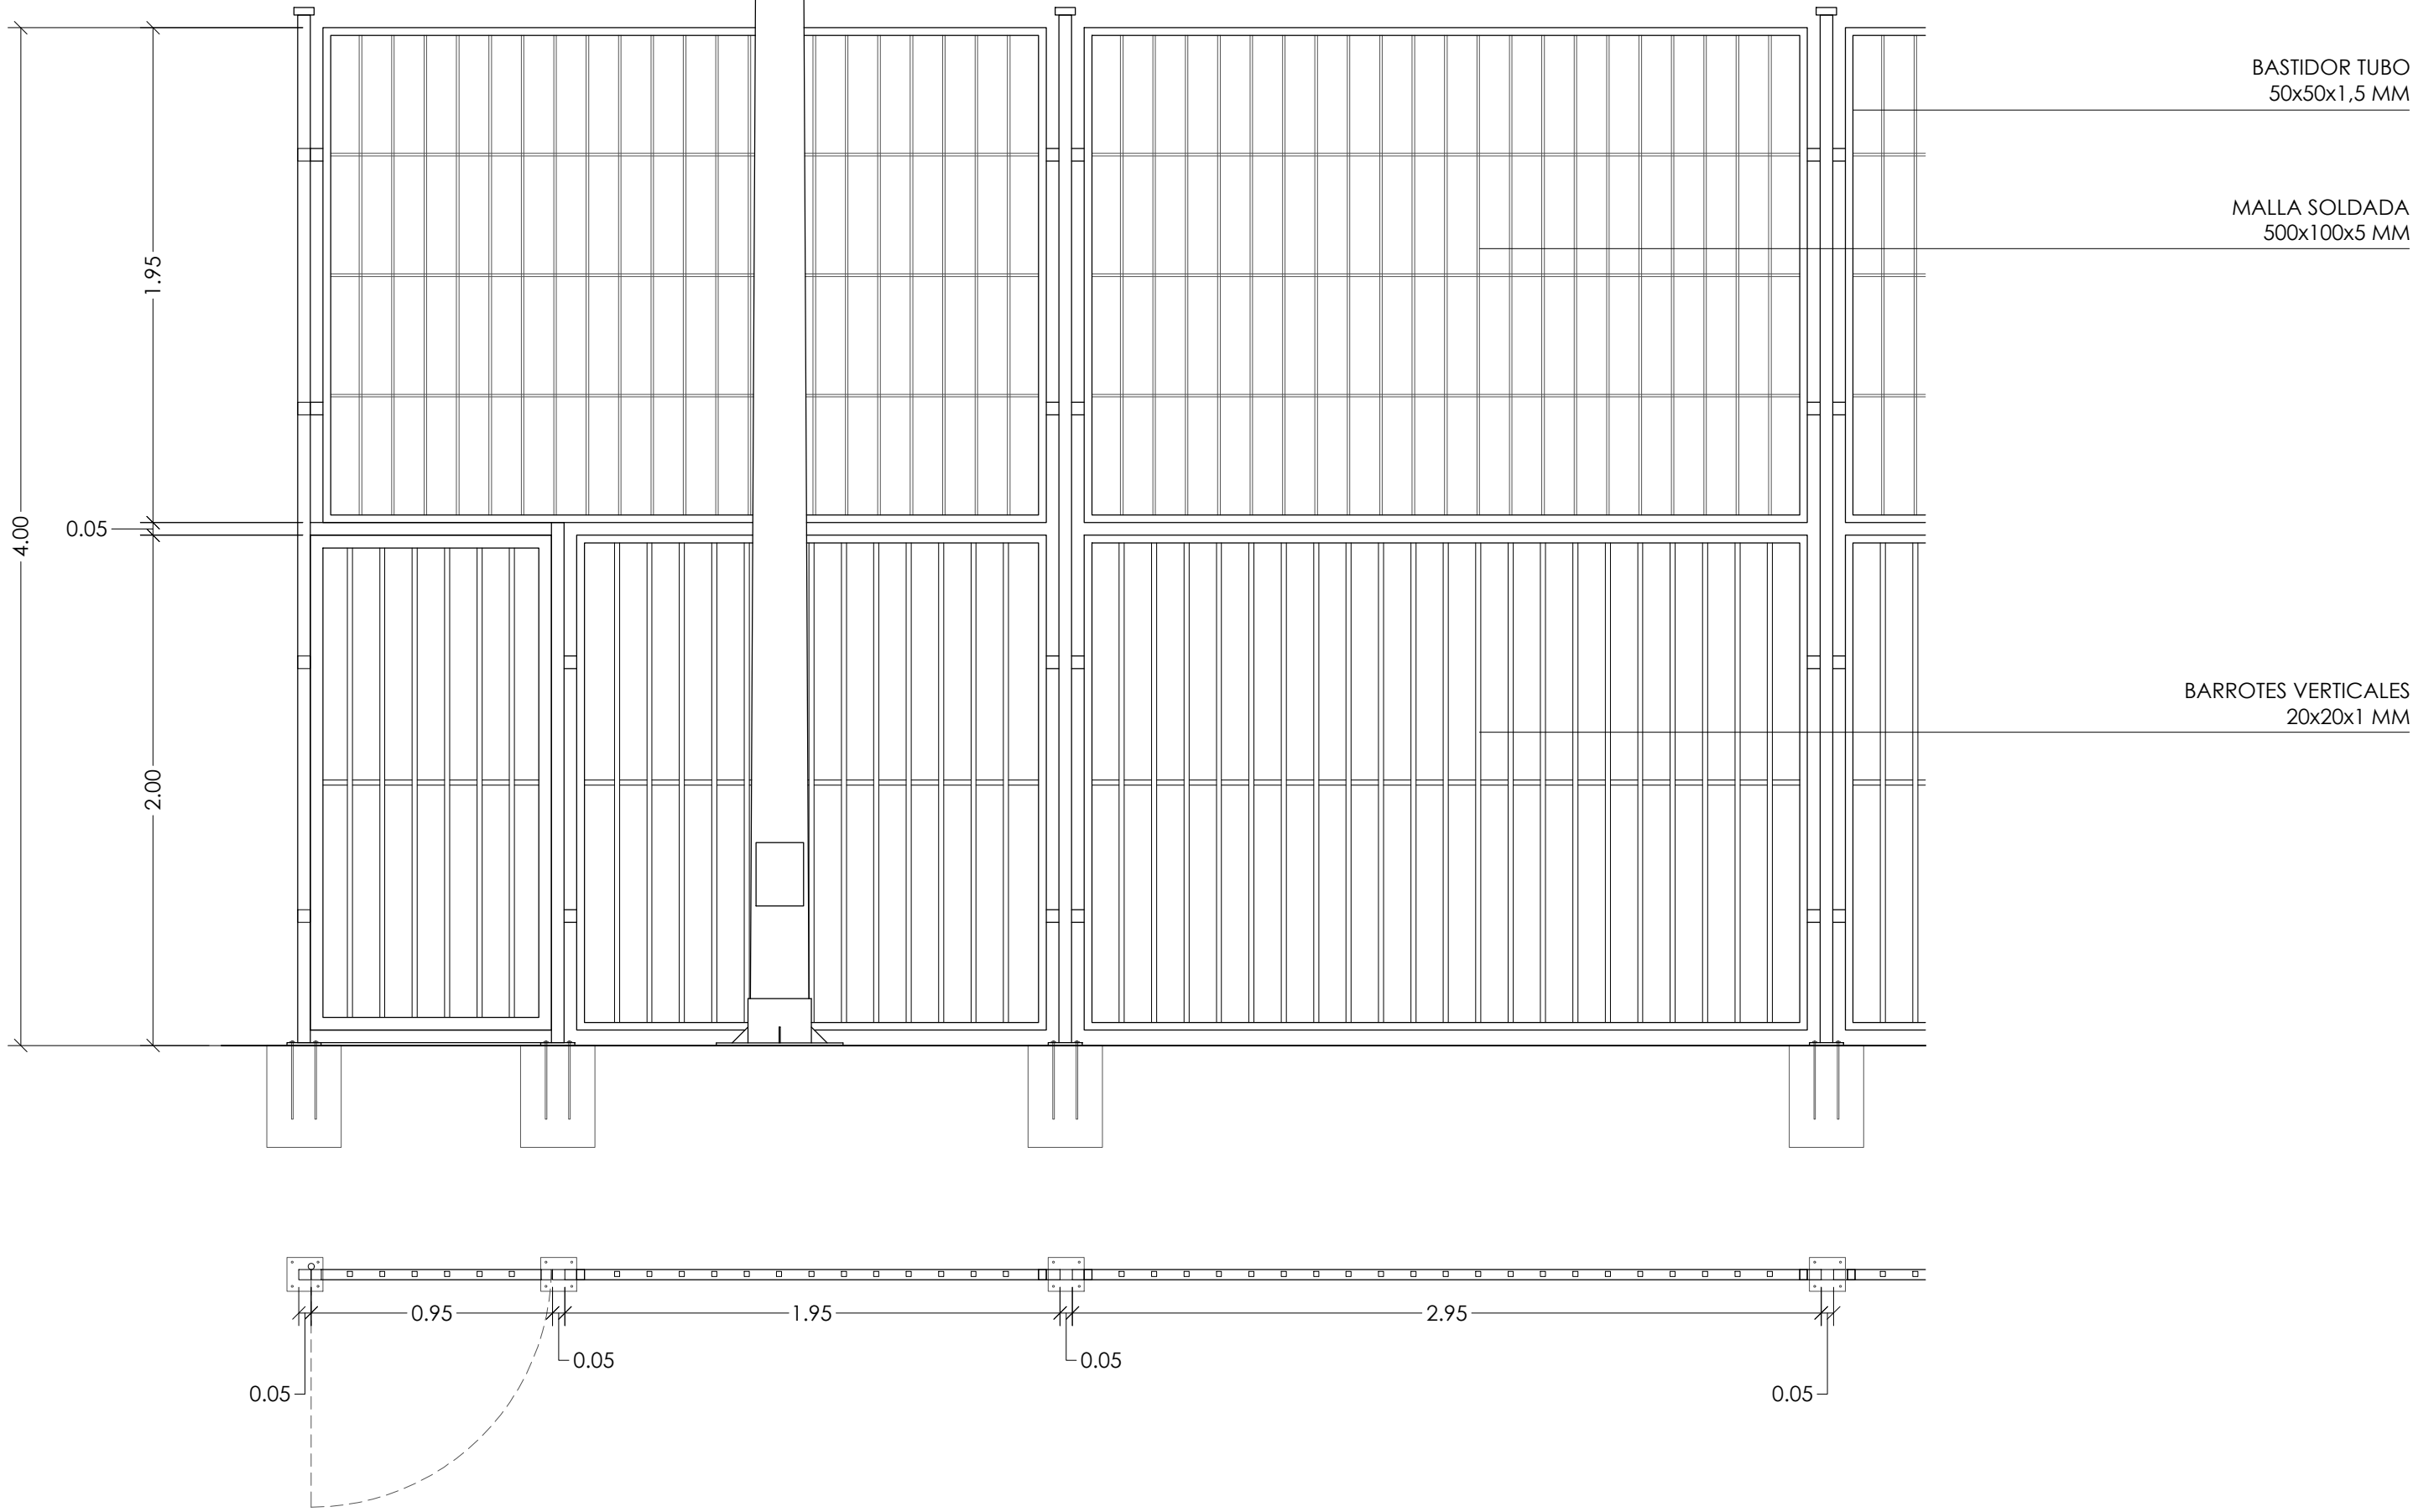 BASTIDOR TUBO
50x50x1,5 MM
MALLA SOLDADA
500x100x5 MM
1.95
4.00
0.05
BARROTES VERTICALES
20x20x1 MM
2.00
0.95
1.95
2.95
0.05
0.05
0.05
0.05